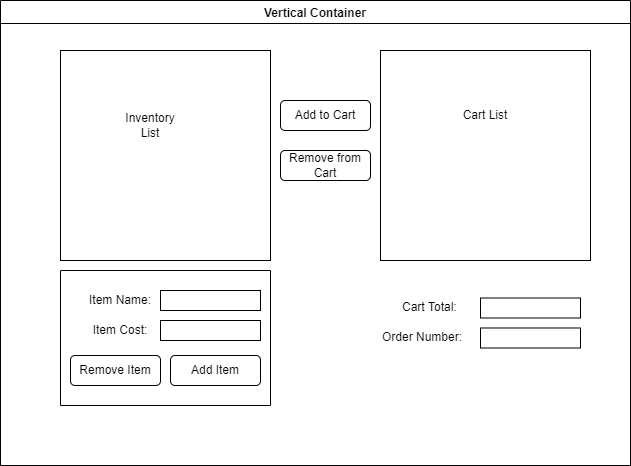 Vertical Container
Inventory
List
Add to Cart
Remove from
Cart
Cart List
Item Name:
Item Cost:
Remove Item
Add Item
Cart Total:
Order Number: